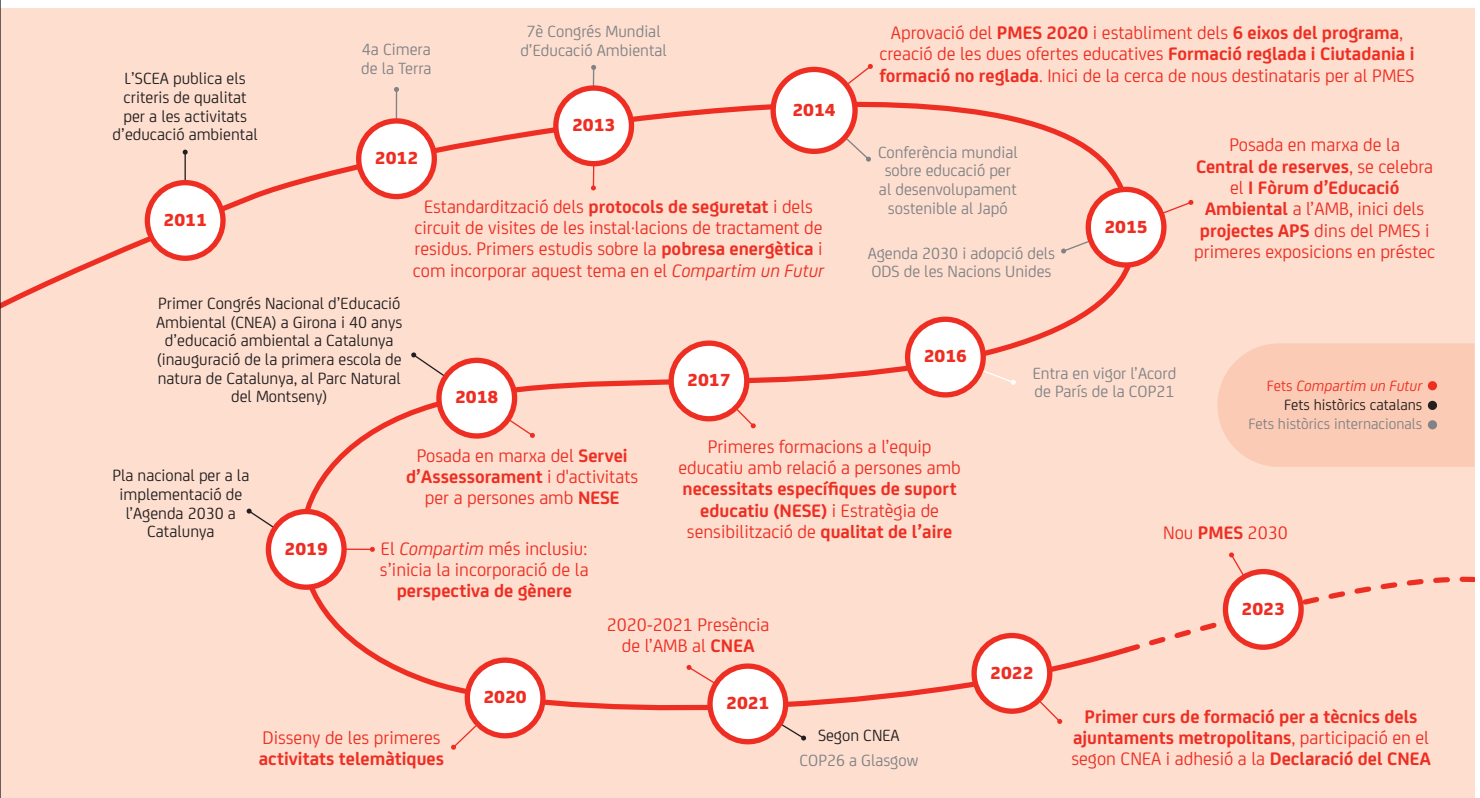 L'SCEA publica els
criteris de qualitat
per a les activitats
d'educació ambiental
2011
4a Cimera
de la Terra
2012
7è Congrés Mundial
d'Educació Ambiental
2013
Estandardització dels protocols de seguretat i dels
circuit de visites de les instal·lacions de tractament de
residus. Primers estudis sobre la pobresa energètica i
com incorporar aquest tema en el Compartim un Futur
Aprovació del PMES 2020 i establiment dels 6 eixos del programa,
creació de les dues ofertes educatives Formació reglada i Ciutadania i
formació no reglada. Inici de la cerca de nous destinataris per al PMES
2014
Conferència mundial
sobre educació per
al desenvolupament
sostenible al Japó
Posada en marxa de la
Central de reserves, se celebra
el I Fòrum d'Educació
Ambiental a l'AMB, inici dels
projectes APS dins del PMES i
primeres exposicions en préstec
2015
Agenda 2030 i adopció dels
ODS de les Nacions Unides
2016
Entra en vigor l'Acord
de París de la COP21
2017
Primeres formacions a l'equip
educatiu amb relació a persones amb
necessitats específiques de suport
educatiu (NESE) i Estratègia de
sensibilització de qualitat de l'aire
Primer Congrés Nacional d'Educació
Ambiental (CNEA) a Girona i 40 anys
d'educació ambiental a Catalunya
(inauguració de la primera escola de
natura de Catalunya, al Parc Natural
del Montseny)
2018
Posada en marxa del Servei
d'Assessorament i d'activitats
per a persones amb NESE
Pla nacional per a la
implementació de
l'Agenda 2030 a
Catalunya
2019
El Compartim més inclusiu:
s'inicia la incorporació de la
perspectiva de gènere
2020
Disseny de les primeres
activitats telemàtiques
2020-2021 Presència
de l'AMB al CNEA
2021
Segon CNEA
COP26 a Glasgow
2022
Primer curs de formació per a tècnics dels
ajuntaments metropolitans, participació en el
segon CNEA i adhesió a la Declaració del CNEA
Nou PMES 2030
2023
Fets Compartim un Futur
Fets històrics catalans
Fets històrics internacionals